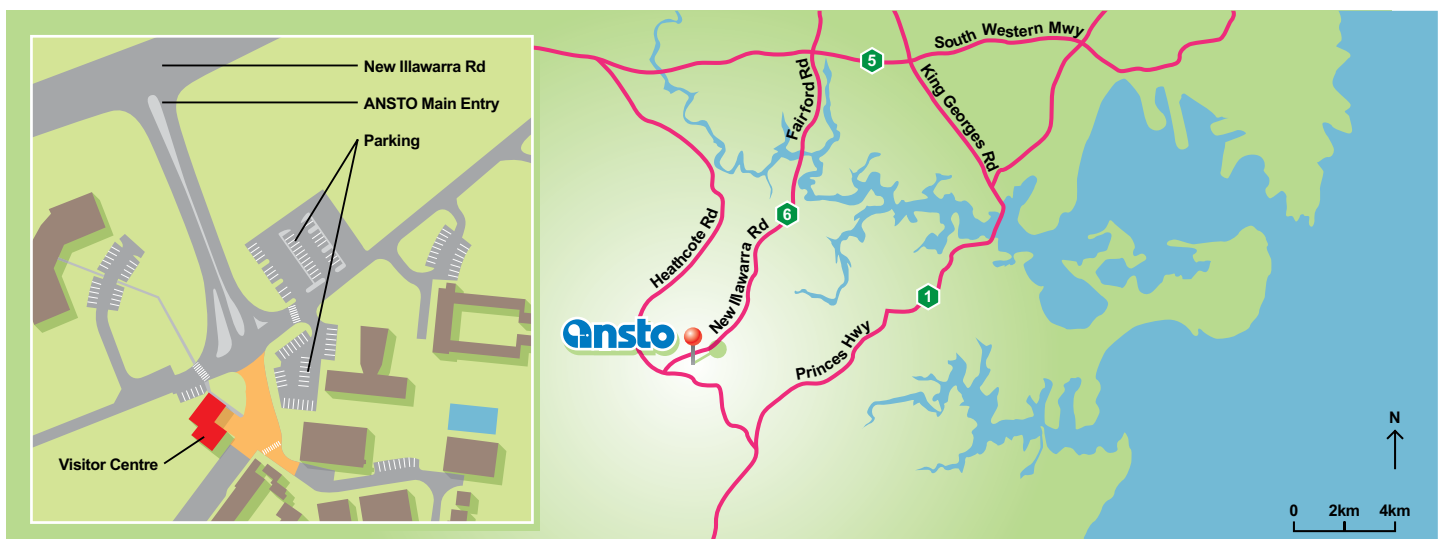 New Illawarra Rd
ANSTO Main Entry
Parking
Visitor Centre
South Western Mwy
5
Fairford Rd
King Georges Rd
6
Heathcote Rd
New Illawarra Rd
1
ansto
Princes Hwy
N
0 2km 4km